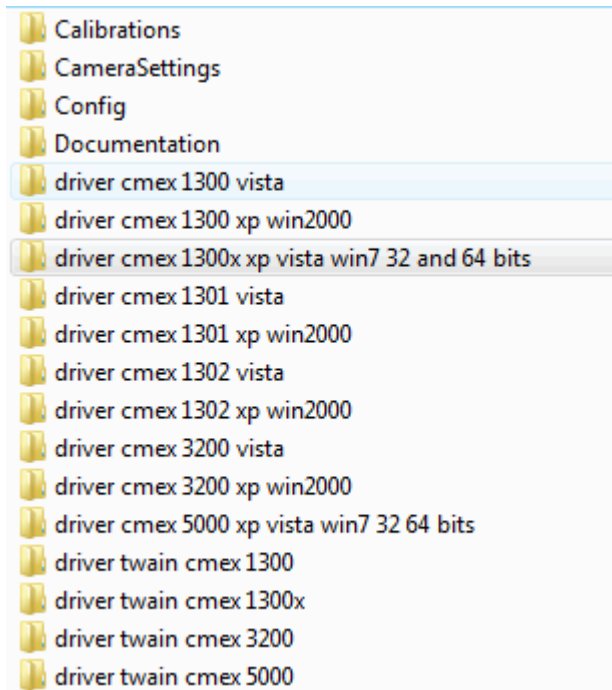 Calibrations
CameraSettings
Config
Documentation
driver cmex 1300 vista
driver cmex 1300 xp win2000
driver cmex 1300x xp vista win7 32 and 64 bits
driver cmex 1301 vista
driver cmex 1301 xp win2000
driver cmex 1302 vista
driver cmex 1302 xp win2000
driver cmex 3200 vista
driver cmex 3200 xp win2000
driver cmex 5000 xp vista win7 32 64 bits
driver twain cmex 1300
driver twain cmex 1300x
driver twain cmex 3200
driver twain cmex 5000